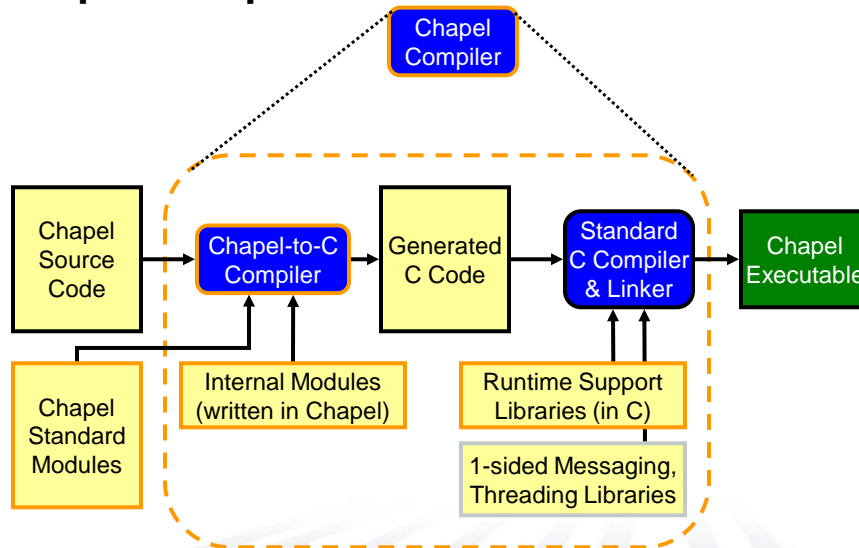 Chapel
Compiler
Chapel
Source
Code
Chapel-to-C
Compiler
Generated
C Code
Standard
C Compiler
& Linker
Chapel
Executable
Chapel
Standard
Modules
Internal Modules
(written in Chapel)
Runtime Support
Libraries (in C)
1-sided Messaging,
Threading Libraries